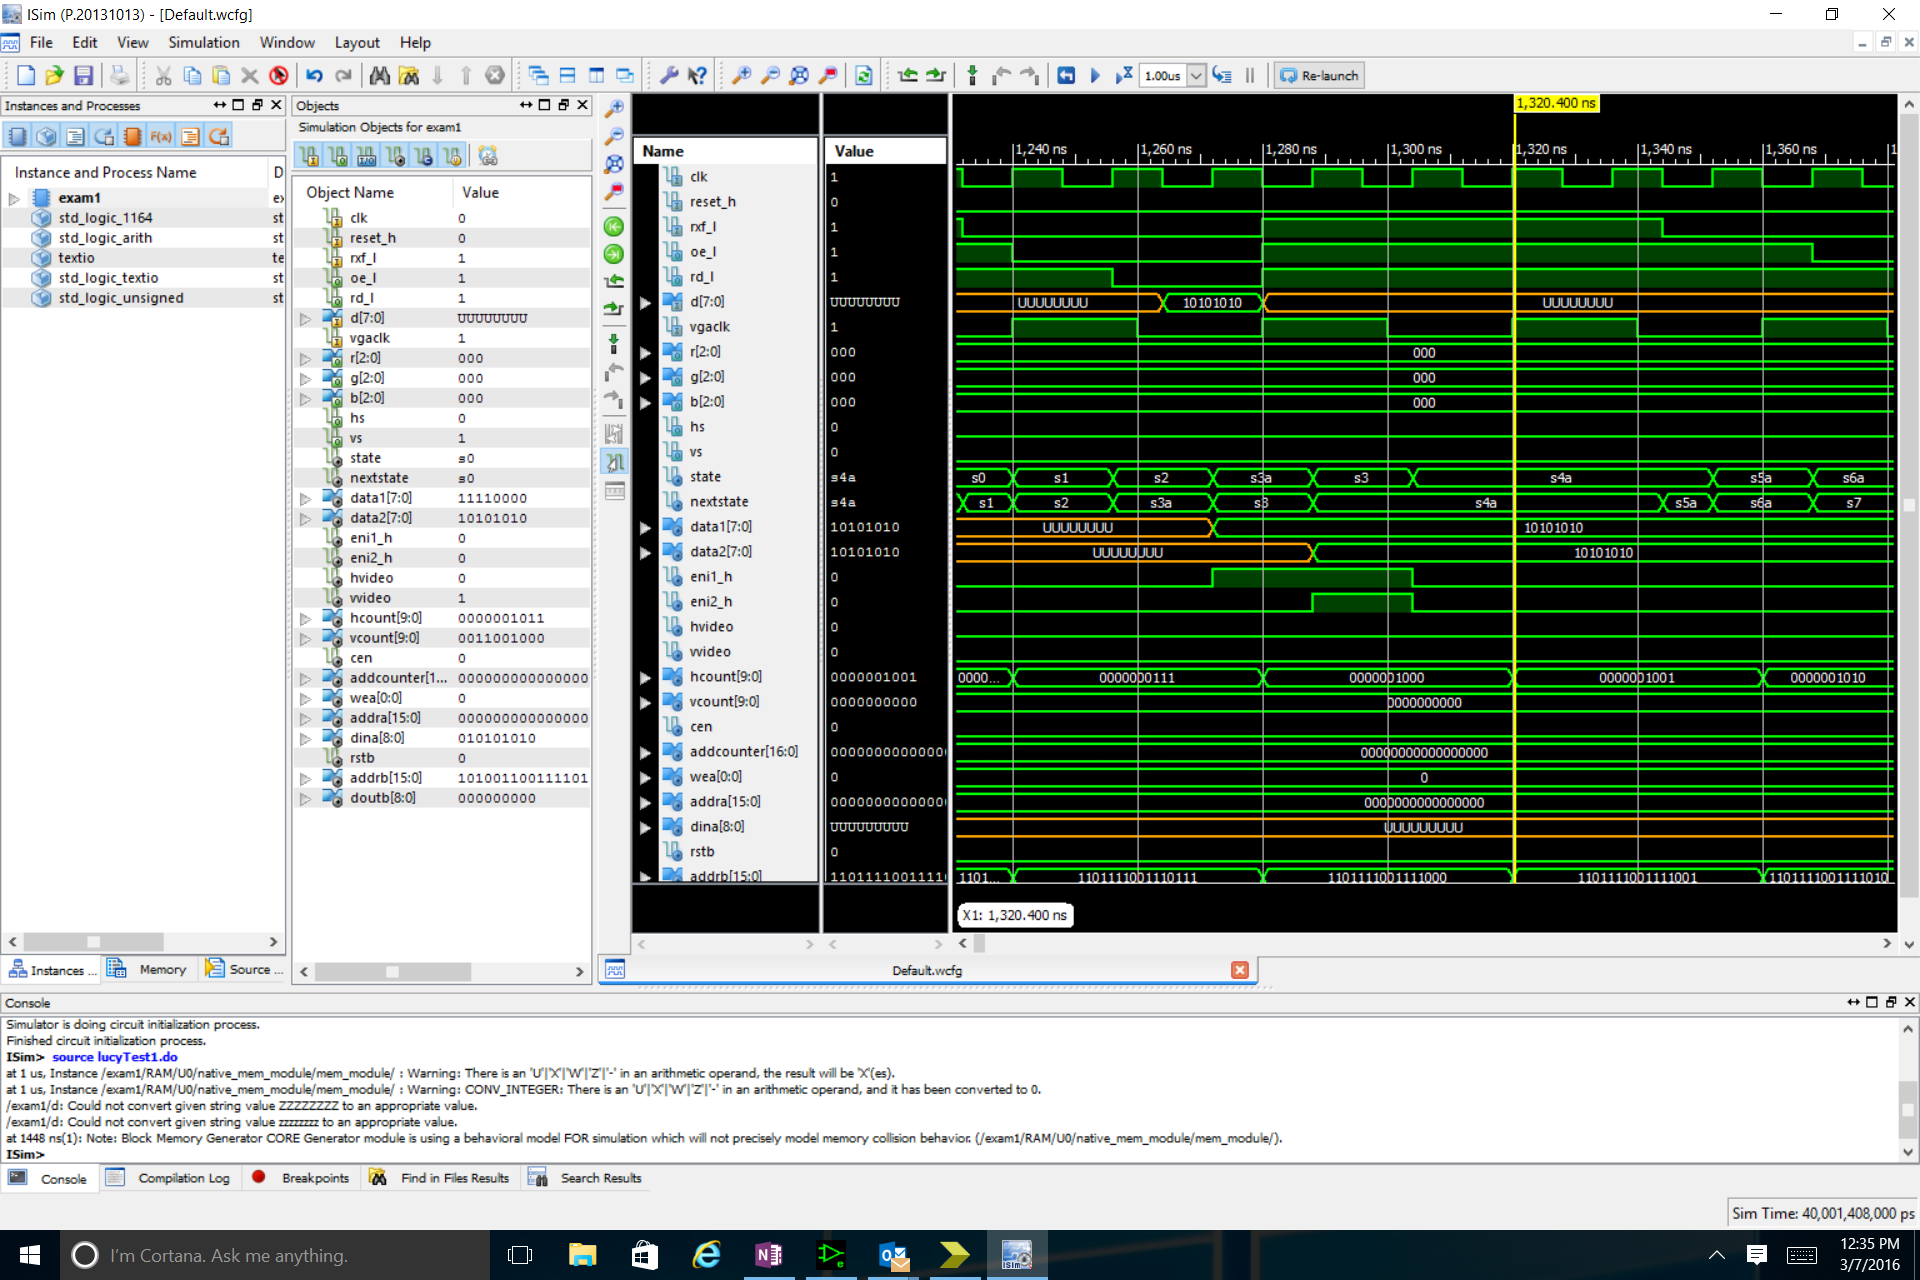 ISim (P.20131013) - [Default.wcfg]
File Edit View Simulation Window Layout Help
1.00us Re-launch
Instances and Processes
Instance and Process Name D
exam1 e
std_logic_1164 st
std_logic_arith st
textio te
std_logic_textio st
std_logic_unsigned st
Instances ... Memory Source ...
Objects
Simulation Objects for exam1
Object Name Value
clk 0
reset_h 0
rxf_l 1
oe_l 1
rd_l 1
d[7:0] UUUUUUUU
vgaclk 1
r[2:0] 000
g[2:0] 000
b[2:0] 000
hs 0
vs 1
state s0
nextstate s0
data1[7:0] 11110000
data2[7:0] 10101010
eni1_h 0
eni2_h 0
hvideo 0
vvideo 1
hcount[9:0] 0000001011
vcount[9:0] 0011001000
cen 0
addcounter[1... 000000000000000
wea[0:0] 0
addra[15:0] 000000000000000
dina[8:0] 010101010
rstb 0
addrb[15:0] 101001100111101
doutb[8:0] 000000000
1,320.400 ns
Name Value 1,240 ns 1,260 ns 1,280 ns 1,300 ns 1,320 ns 1,340 ns 1,360 ns 1
clk 1
reset_h 0
rxf_l 1
oe_l 1
rd_l 1
d[7:0] UUUUUUUU UUUUUUUU 10101010 UUUUUUUU
vgaclk 1
r[2:0] 000 000
g[2:0] 000 000
b[2:0] 000 000
hs 0
vs 0
state s4a s0 s1 s2 s3a s3 s4a s5a s6a
nextstate s4a s1 s2 s3a s3 s4a s5a s6a s7
data1[7:0] 10101010 UUUUUUUU 10101010
data2[7:0] 10101010 UUUUUUUU 10101010
eni1_h 0
eni2_h 0
hvideo 0
vvideo 0
hcount[9:0] 0000001001 0000... 0000000111 0000001000 0000001001 0000001010
vcount[9:0] 0000000000 0000000000
cen 0
addcounter[16:0] 00000000000000 00000000000000000
wea[0:0] 0 0
addra[15:0] 00000000000000 0000000000000000
dina[8:0] UUUUUUUUU UUUUUUUUU
rstb 0
addrb[15:0] 11011110011110 1101... 1101111001110111 1101111001111000 1101111001111001 1101111001111010
X1: 1,320.400 ns
Default.wcfg
Console
Simulator is doing circuit initialization process.
Finished circuit initialization process.
ISim> source lucyTest1.do
at 1 us, Instance /exam1/RAM/U0/native_mem_module/mem_module/ : Warning: There is an 'U'|'X'|'W'|'Z'|'-' in an arithmetic operand, the result will be 'X'(es).
at 1 us, Instance /exam1/RAM/U0/native_mem_module/mem_module/ : Warning: CONV_INTEGER: There is an 'U'|'X'|'W'|'Z'|'-' in an arithmetic operand, and it has been converted to 0.
/exam1/d: Could not convert given string value ZZZZZZZZ to an appropriate value.
/exam1/d: Could not convert given string value zzzzzzzz to an appropriate value.
at 1448 ns(1): Note: Block Memory Generator CORE Generator module is using a behavioral model FOR simulation which will not precisely model memory collision behavior. (/exam1/RAM/U0/native_mem_module/mem_module/).
ISim>
Console Compilation Log Breakpoints Find in Files Results Search Results
Sim Time: 40,001,408,000 ps
I'm Cortana. Ask me anything.
12:35 PM
3/7/2016